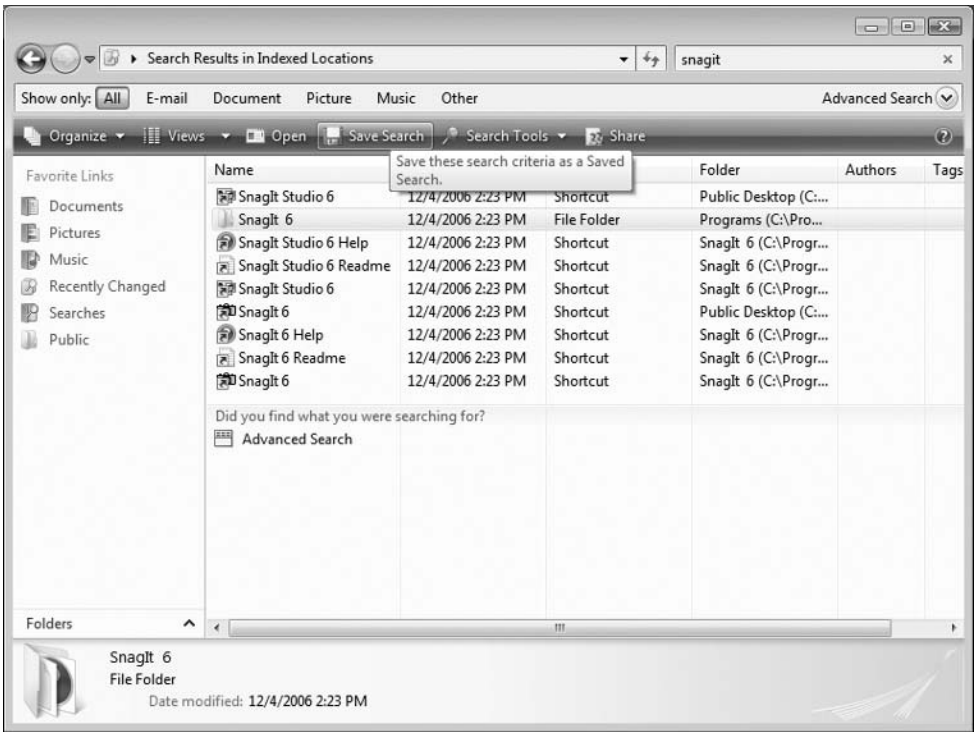 Search Results in Indexed Locations
snagit
Show only: All E-mail Document Picture Music Other Advanced Search
Organize Views Open Save Search Search Tools Share
Save these search criteria as a Saved
Search.
Favorite Links
Documents
Pictures
Music
Recently Changed
Searches
Public
Name Folder Authors Tags
SnagIt Studio 6 12/4/2006 2:23 PM Shortcut Public Desktop (C:...
SnagIt 6 12/4/2006 2:23 PM File Folder Programs (C:\Pro...
SnagIt Studio 6 Help 12/4/2006 2:23 PM Shortcut SnagIt 6 (C:\Progr...
SnagIt Studio 6 Readme 12/4/2006 2:23 PM Shortcut SnagIt 6 (C:\Progr...
SnagIt Studio 6 12/4/2006 2:23 PM Shortcut SnagIt 6 (C:\Progr...
SnagIt 6 12/4/2006 2:23 PM Shortcut Public Desktop (C:...
SnagIt 6 Help 12/4/2006 2:23 PM Shortcut SnagIt 6 (C:\Progr...
SnagIt 6 Readme 12/4/2006 2:23 PM Shortcut SnagIt 6 (C:\Progr...
SnagIt 6 12/4/2006 2:23 PM Shortcut SnagIt 6 (C:\Progr...
Did you find what you were searching for?
Advanced Search
Folders
SnagIt 6
File Folder
Date modified: 12/4/2006 2:23 PM